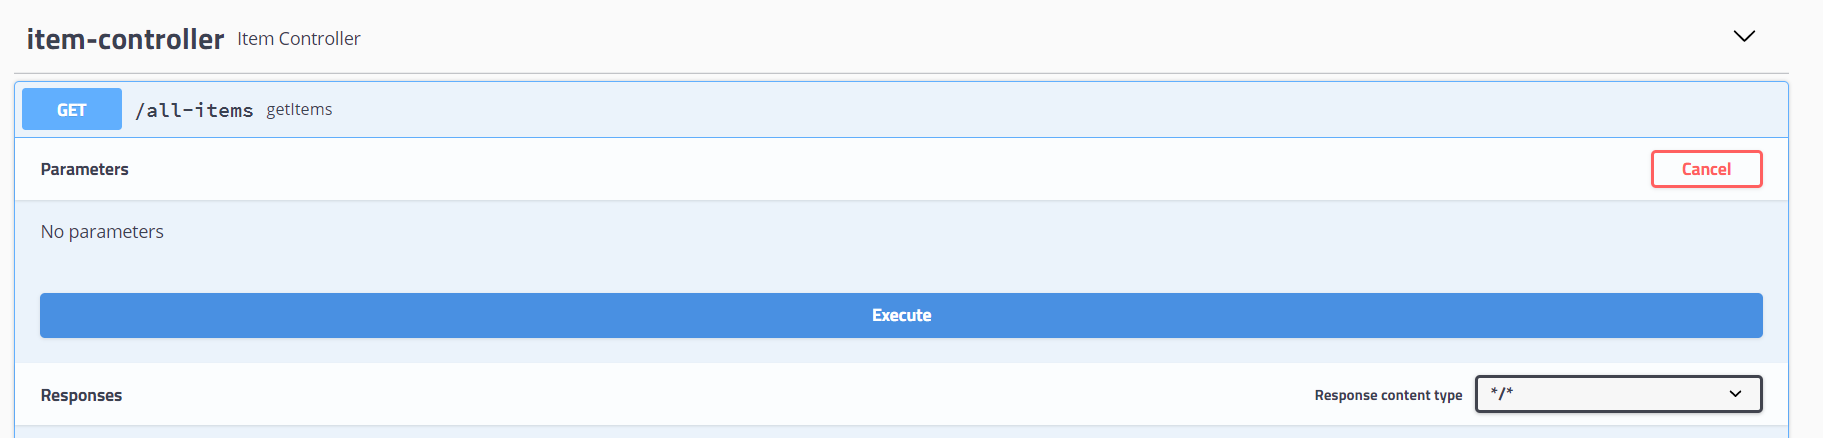 item-controller Item Controller
GET /all-items getItems
Parameters Cancel
No parameters
Execute
Responses Response content type */*